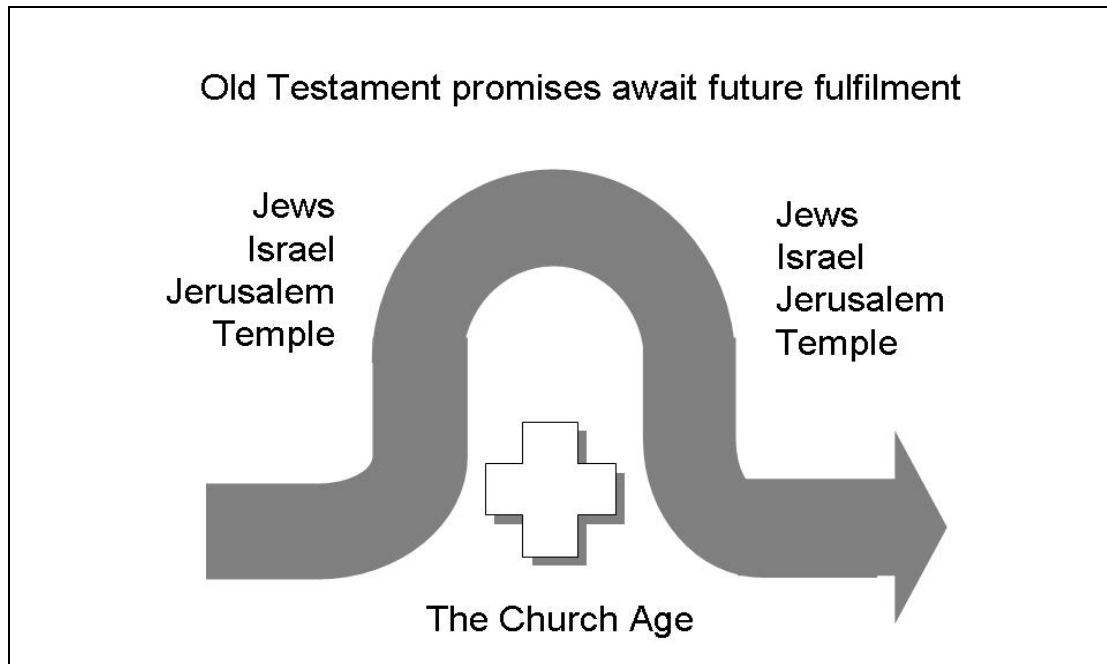 Old Testament promises await future fulfilment
Jews
Israel
Jerusalem
Temple
Jews
Israel
Jerusalem
Temple
The Church Age